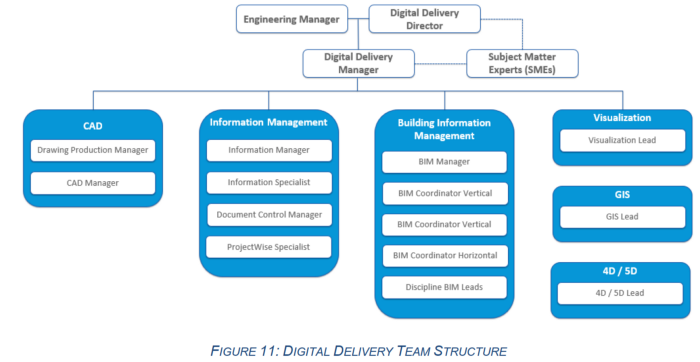 Engineering Manager
Digital Delivery
Director
Digital Delivery
Manager
Subject Matter
Experts (SMEs)
CAD
Drawing Production Manager
CAD Manager
Information Management
Information Manager
Information Specialist
Document Control Manager
ProjectWise Specialist
Building Information
Management
BIM Manager
BIM Coordinator Vertical
BIM Coordinator Vertical
BIM Coordinator Horizontal
Discipline BIM Leads
Visualization
Visualization Lead
GIS
GIS Lead
4D / 5D
4D / 5D Lead
FIGURE 11: DIGITAL DELIVERY TEAM STRUCTURE